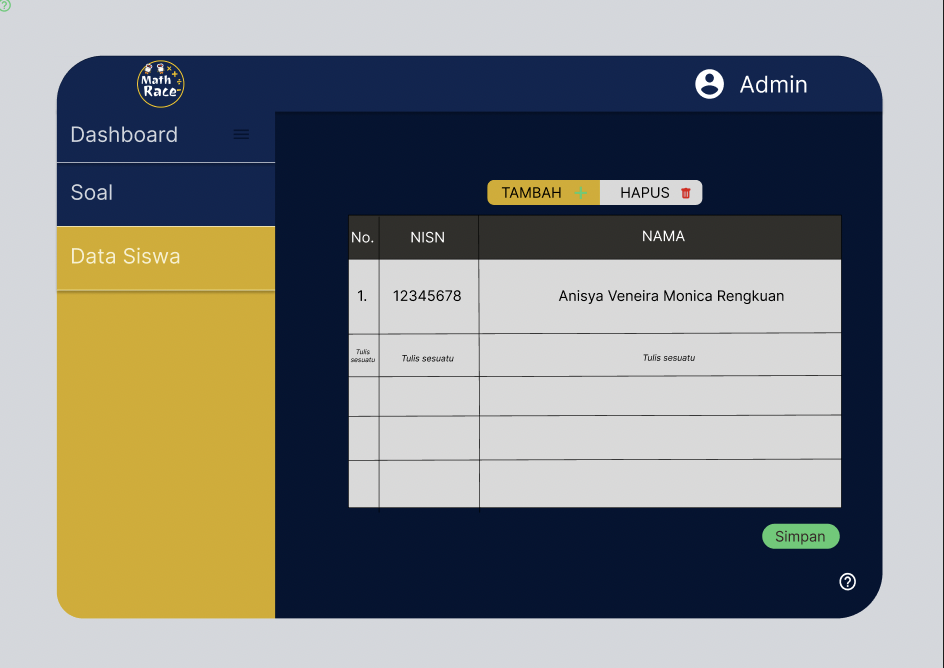 Math
Race
Admin
Dashboard
Soal
Data Siswa
TAMBAH + HAPUS
No. NISN NAMA
1. 12345678 Anisya Veneira Monica Rengkuan
Tulis
sesuatu
Tulis sesuatu
Tulis sesuatu
Simpan